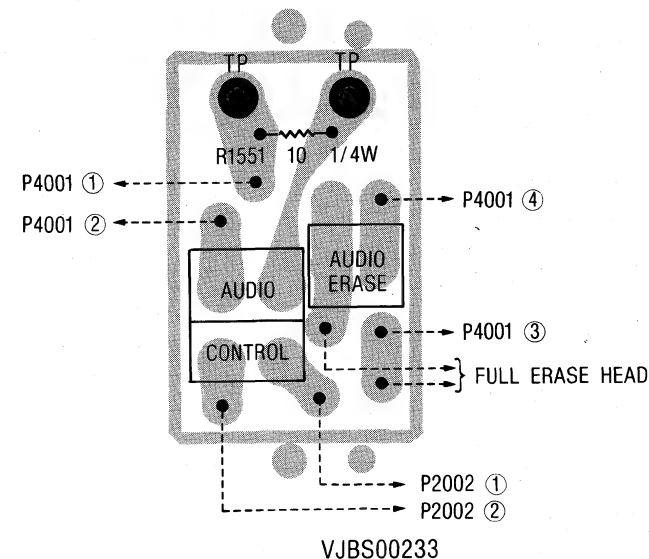 TP TP
R1551 10 1/4W
P4001 ①
P4001 ②
P4001 ④
AUDIO
ERASE
AUDIO
P4001 ③
CONTROL
FULL ERASE HEAD
P2002 ①
P2002 ②
VJBS00233